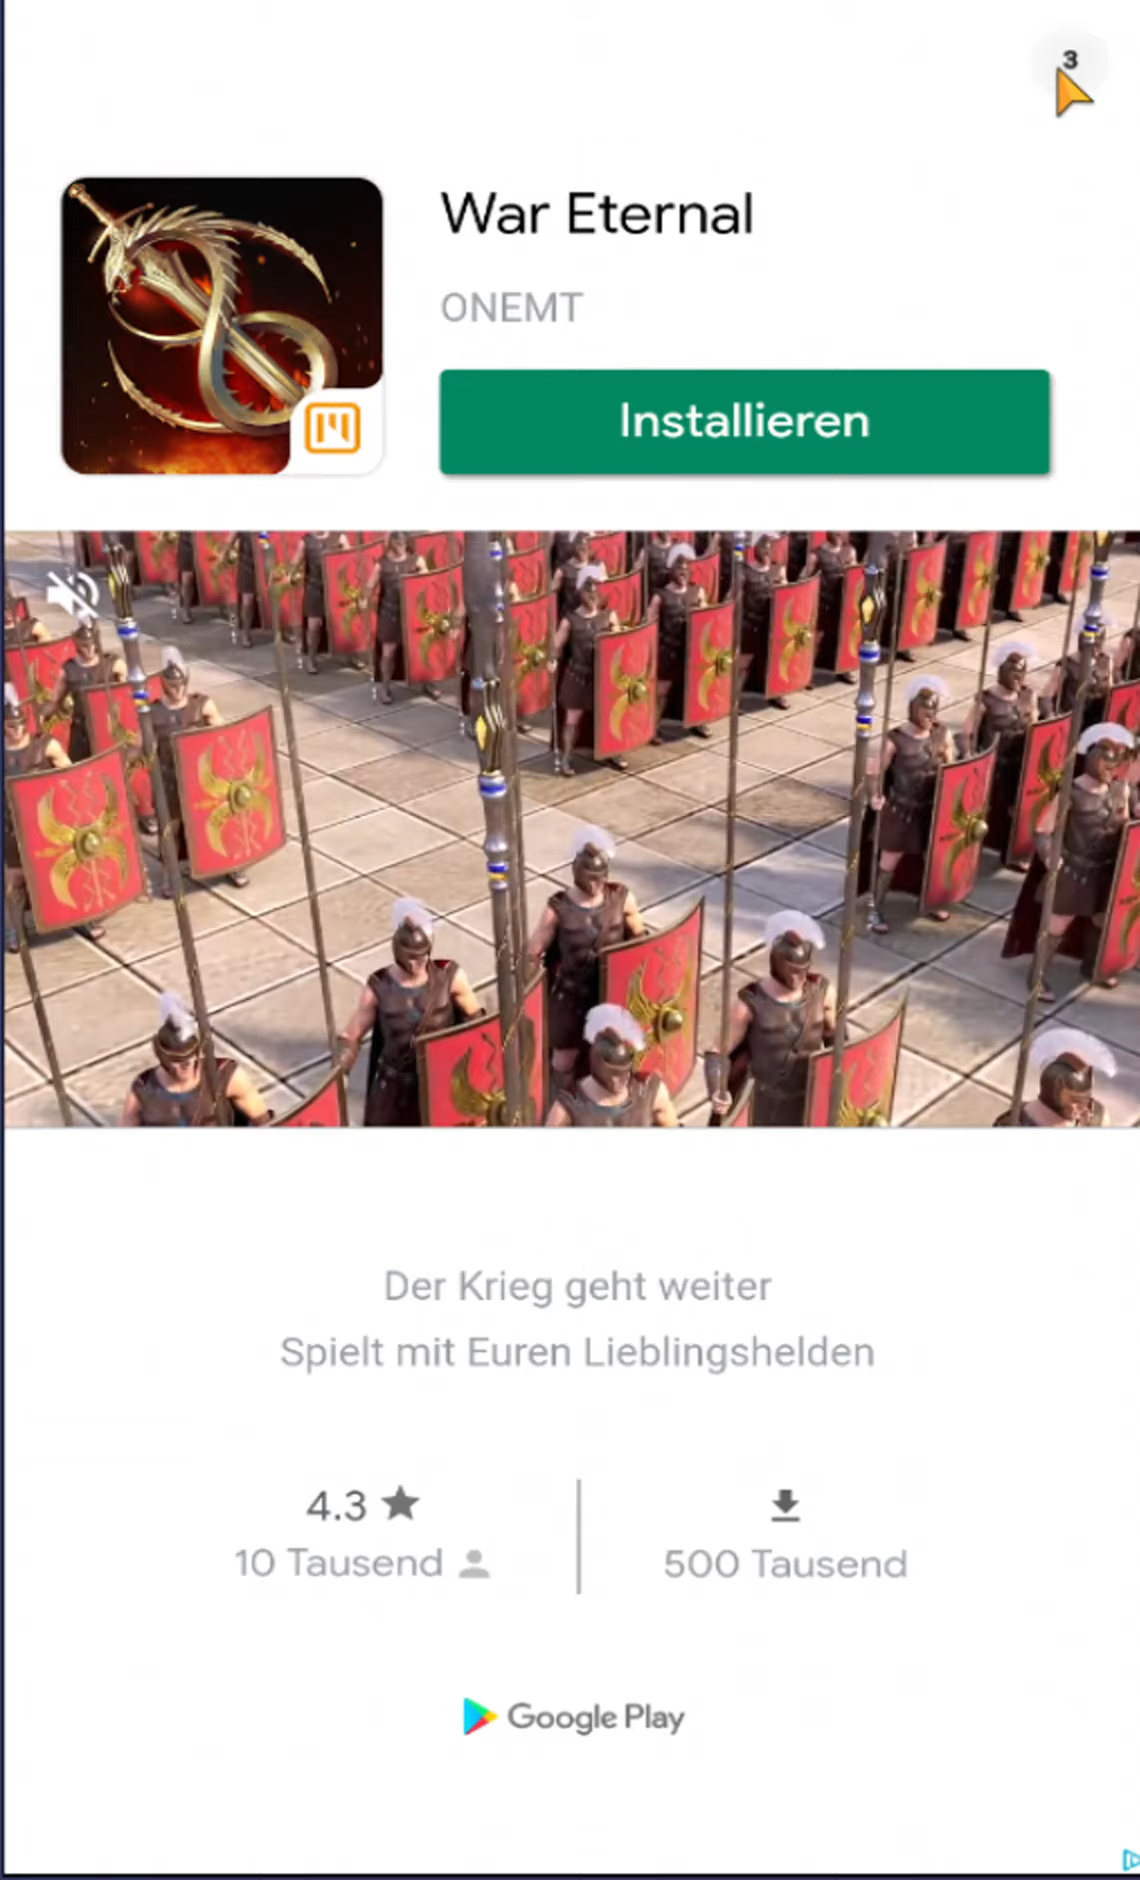 3
War Eternal
ONEMT
Installieren
Der Krieg geht weiter
Spielt mit Euren Lieblingshelden
4.3
10 Tausend
500 Tausend
Google Play